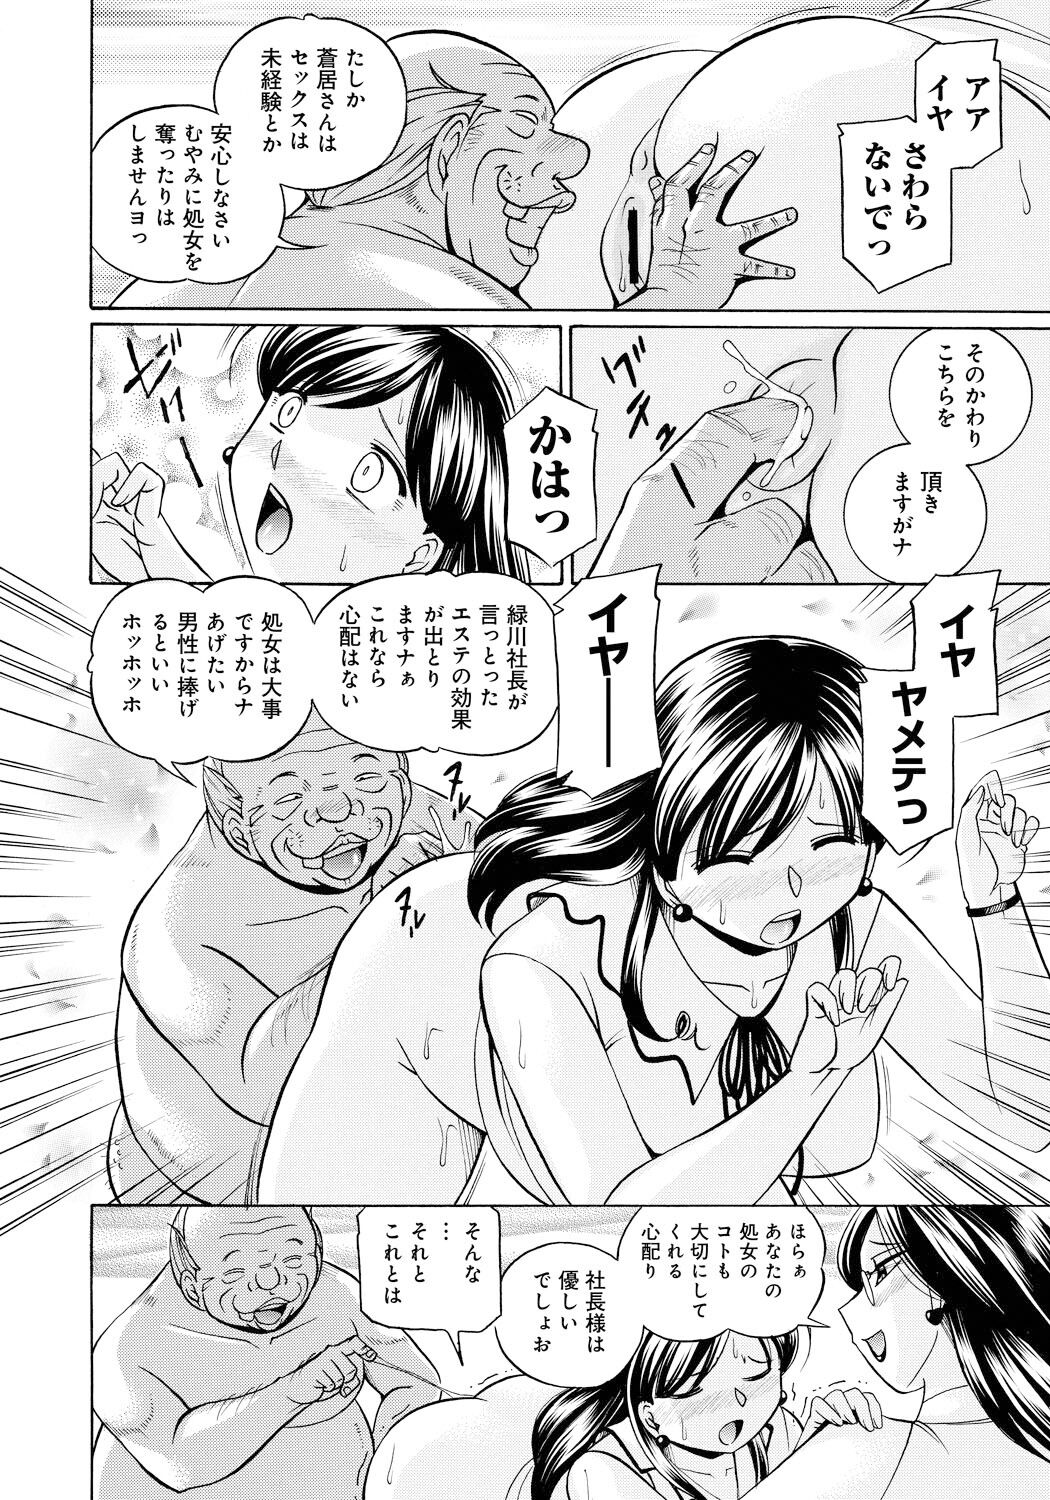 アア
イヤ
さわら
ないでっ
たしか
蒼居さんは
セックスは
未経験とか
安心しなさい
むやみに処女を
奪ったりは
しませんヨっ
そのかわり
こちらを
頂き
ますがナ
グ
テ
かはっ
イヤ
ヤメテっ
イヤーー
緑川社長が
言っとった
エステの効果
が出とり
ますナぁ
これなら
心配はない
処女は大事
ですからナ
あげたい
男性に捧げ
るといい
ホッホッホ
ほらぁ
あなたの
処女の
コトも
大切にして
くれる
心配り
社長様は
優しい
でしょお
そんな
…
それと
これとは